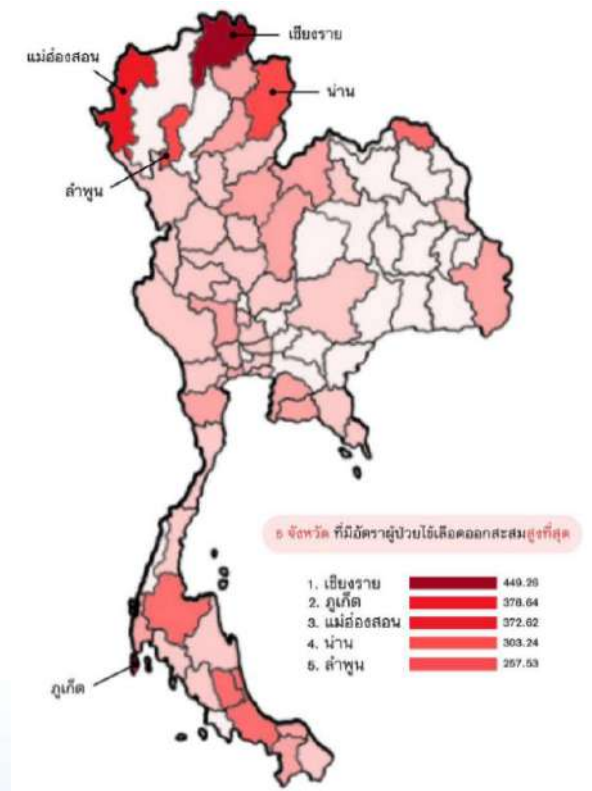 เชียงราย
แม่ฮ่องสอน
น่าน
ลำพูน
5 จังหวัด ที่มีอัตราผู้ป่วยไข้เลือดออกสะสมสูงที่สุด
1. เชียงราย 449.26
2. ภูเก็ต 378.64
3. แม่ฮ่องสอน 372.62
4. น่าน 303.24
5. ลำพูน 257.53
ภูเก็ต